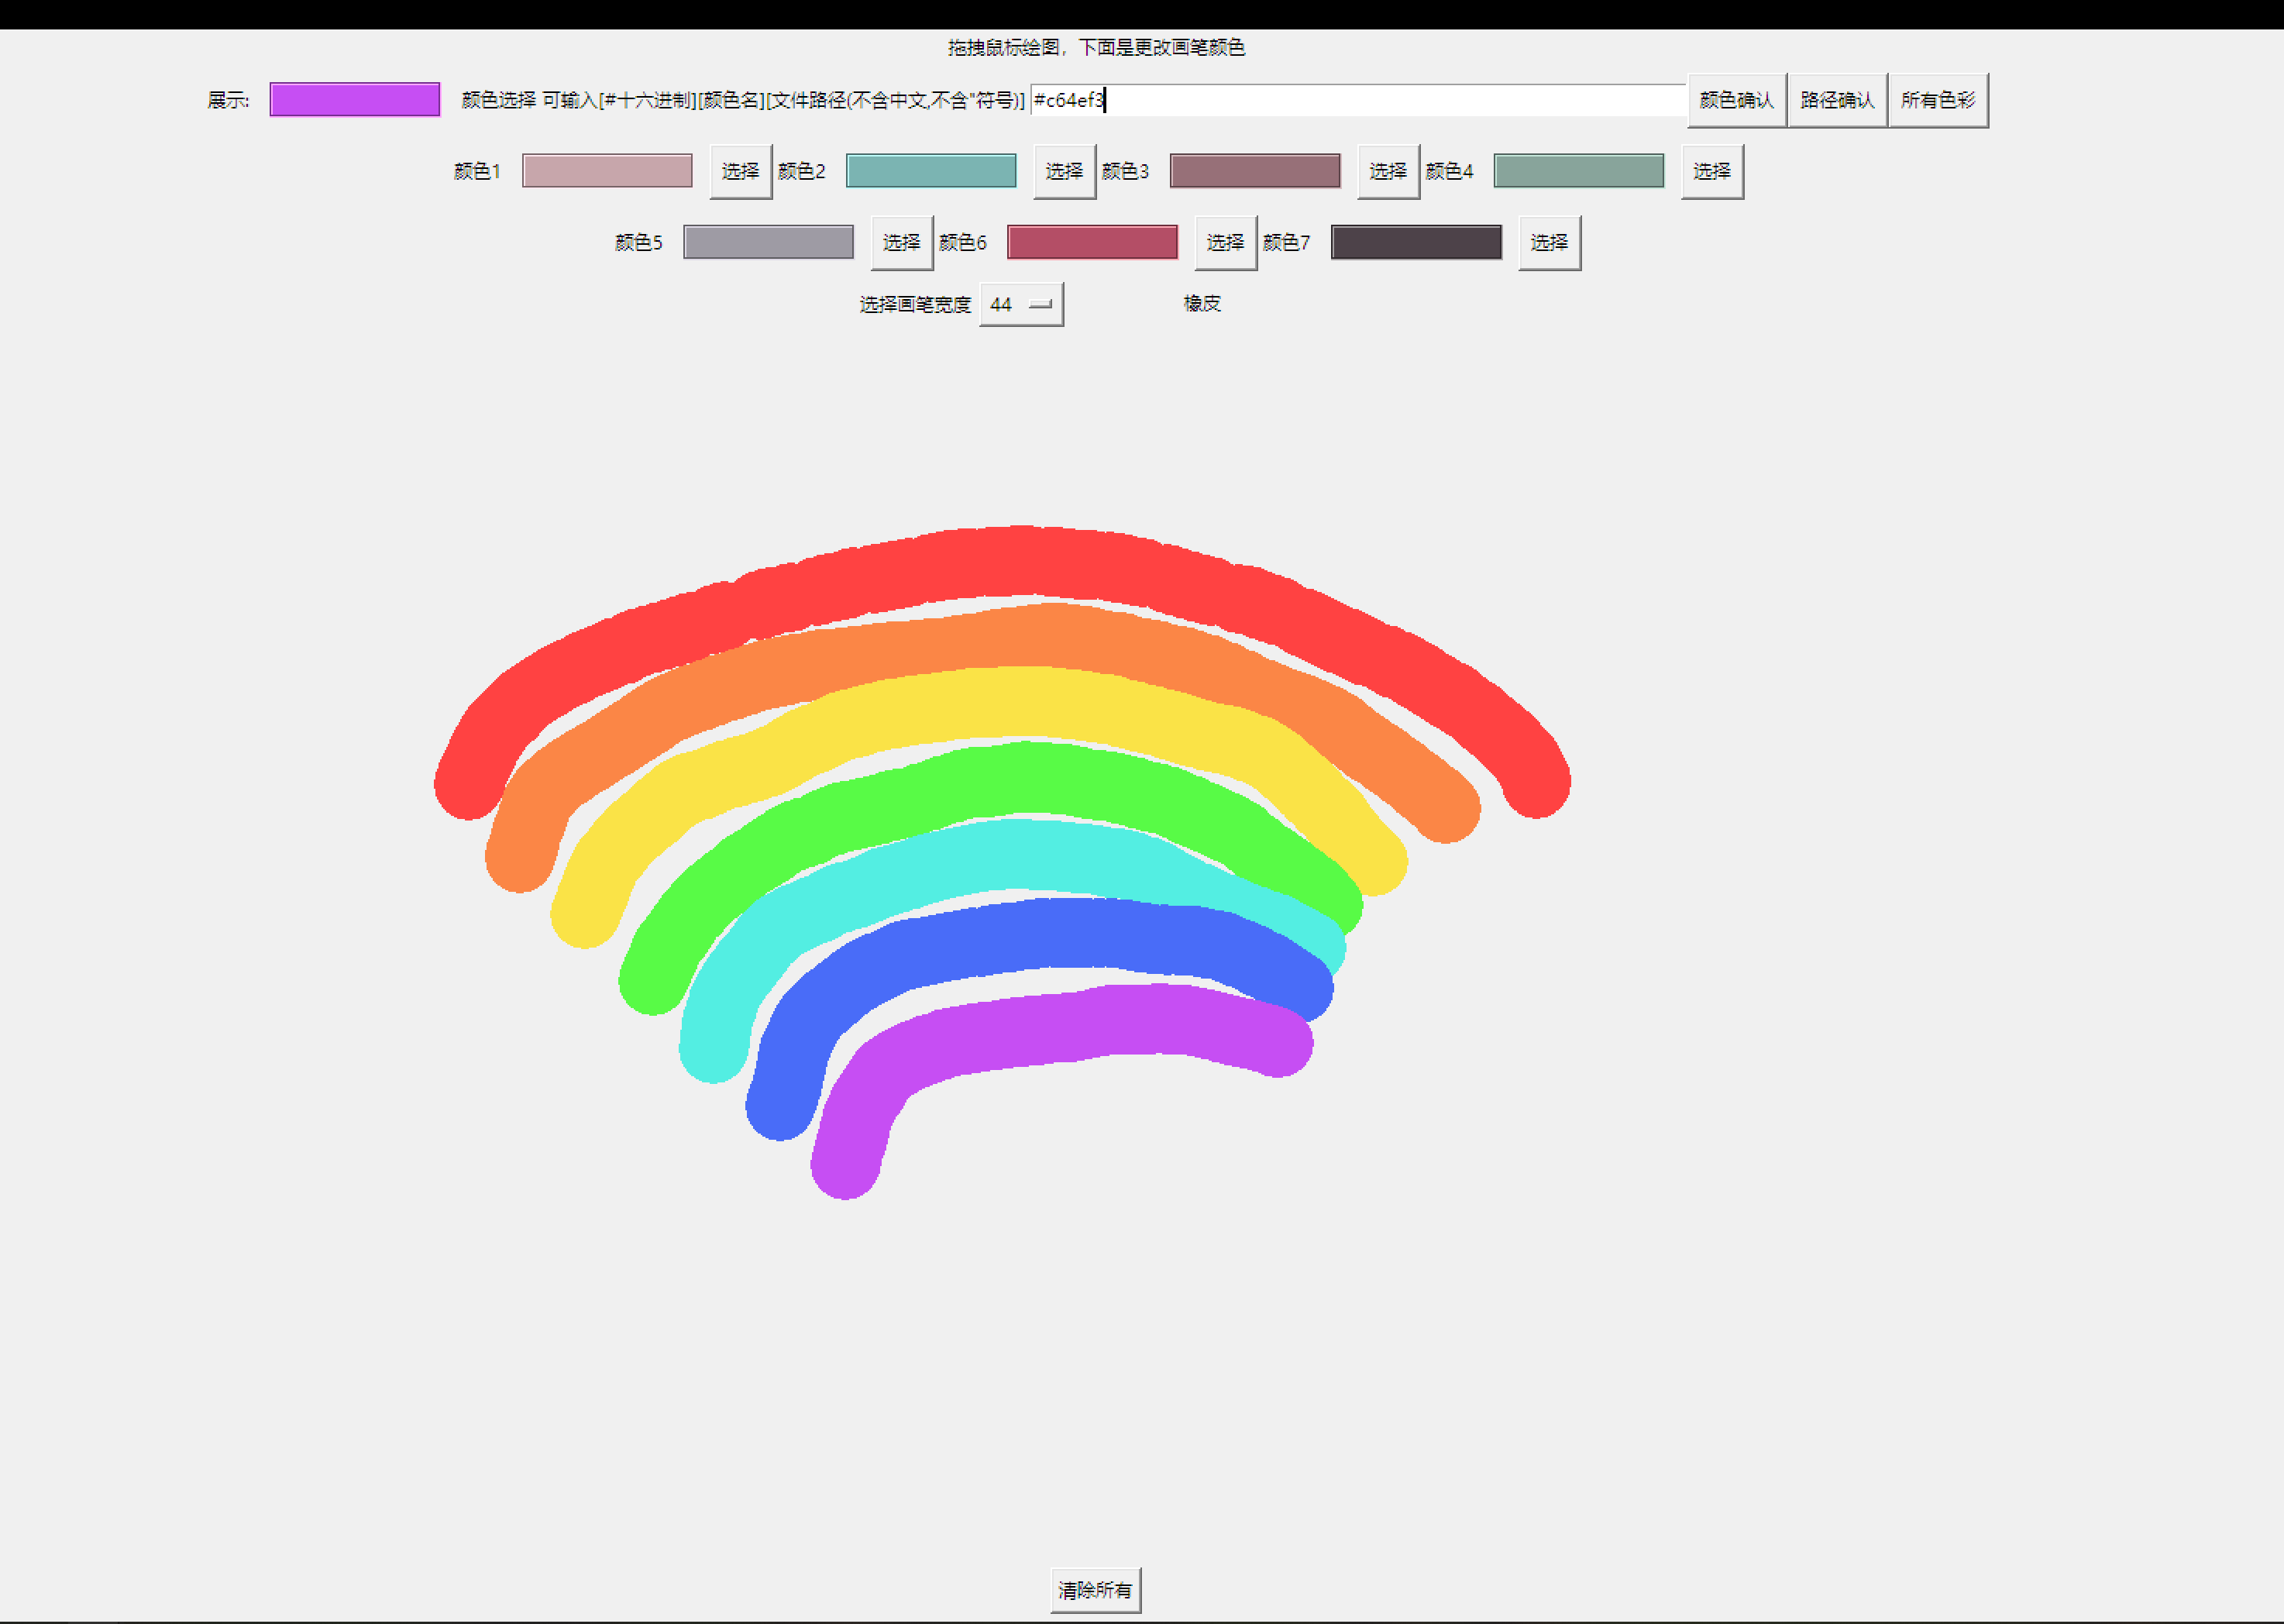 拖拽鼠标绘图，下面是更改画笔颜色
展示: 颜色选择 可输入[#十六进制][颜色名][文件路径(不含中文,不含"符号)] #c64ef3 颜色确认 路径确认 所有色彩
颜色1 选择 颜色2 选择 颜色3 选择 颜色4 选择
颜色5 选择 颜色6 选择 颜色7 选择
选择画笔宽度 44 橡皮
清除所有